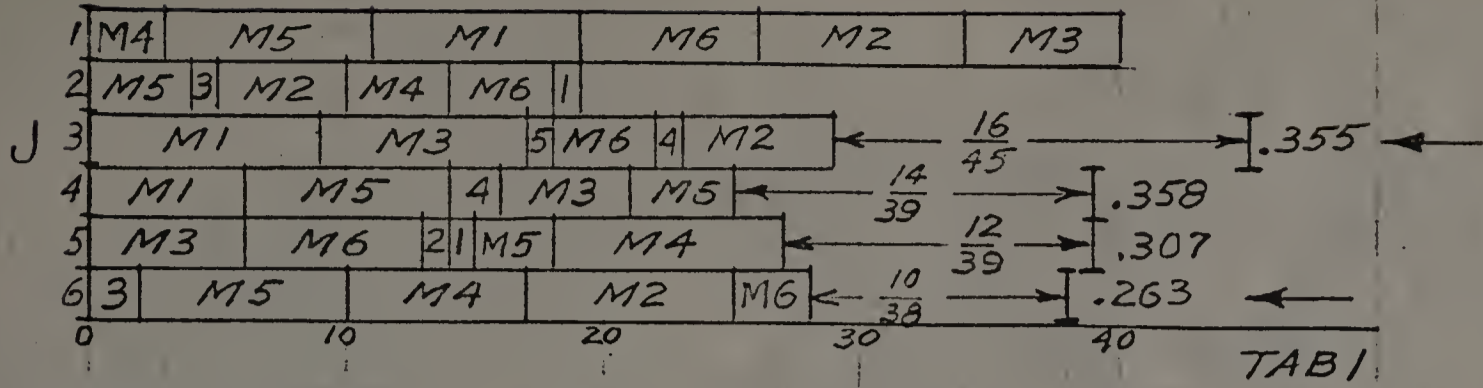 1 M4 M5 M1 M6 M2 M3
2 M5 3 M2 M4 M6 1
J 3 M1 M3 5 M6 4 M2 16/45 .355
4 M1 M5 4 M3 M5 14/39 .358
5 M3 M6 2 1 M5 M4 12/39 .307
6 3 M5 M4 M2 M6 10/38 .263
0 10 20 30 40
TAB 1